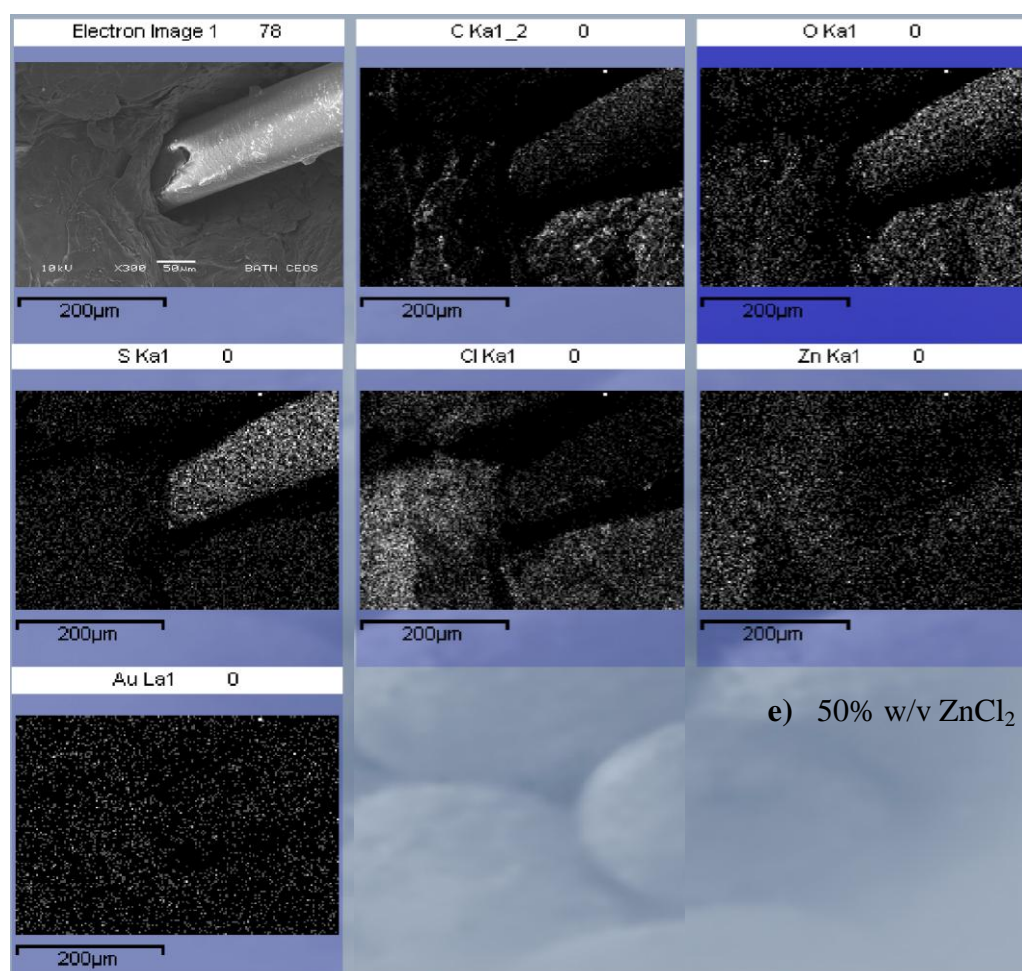 Electron Image 1 78
C Ka1_2 0
O Ka1 0
10kV X300 50µm BATH CEOS
200µm
200µm
200µm
S Ka1 0
Cl Ka1 0
Zn Ka1 0
200µm
200µm
200µm
Au La1 0
e) 50% w/v ZnCl₂
200µm